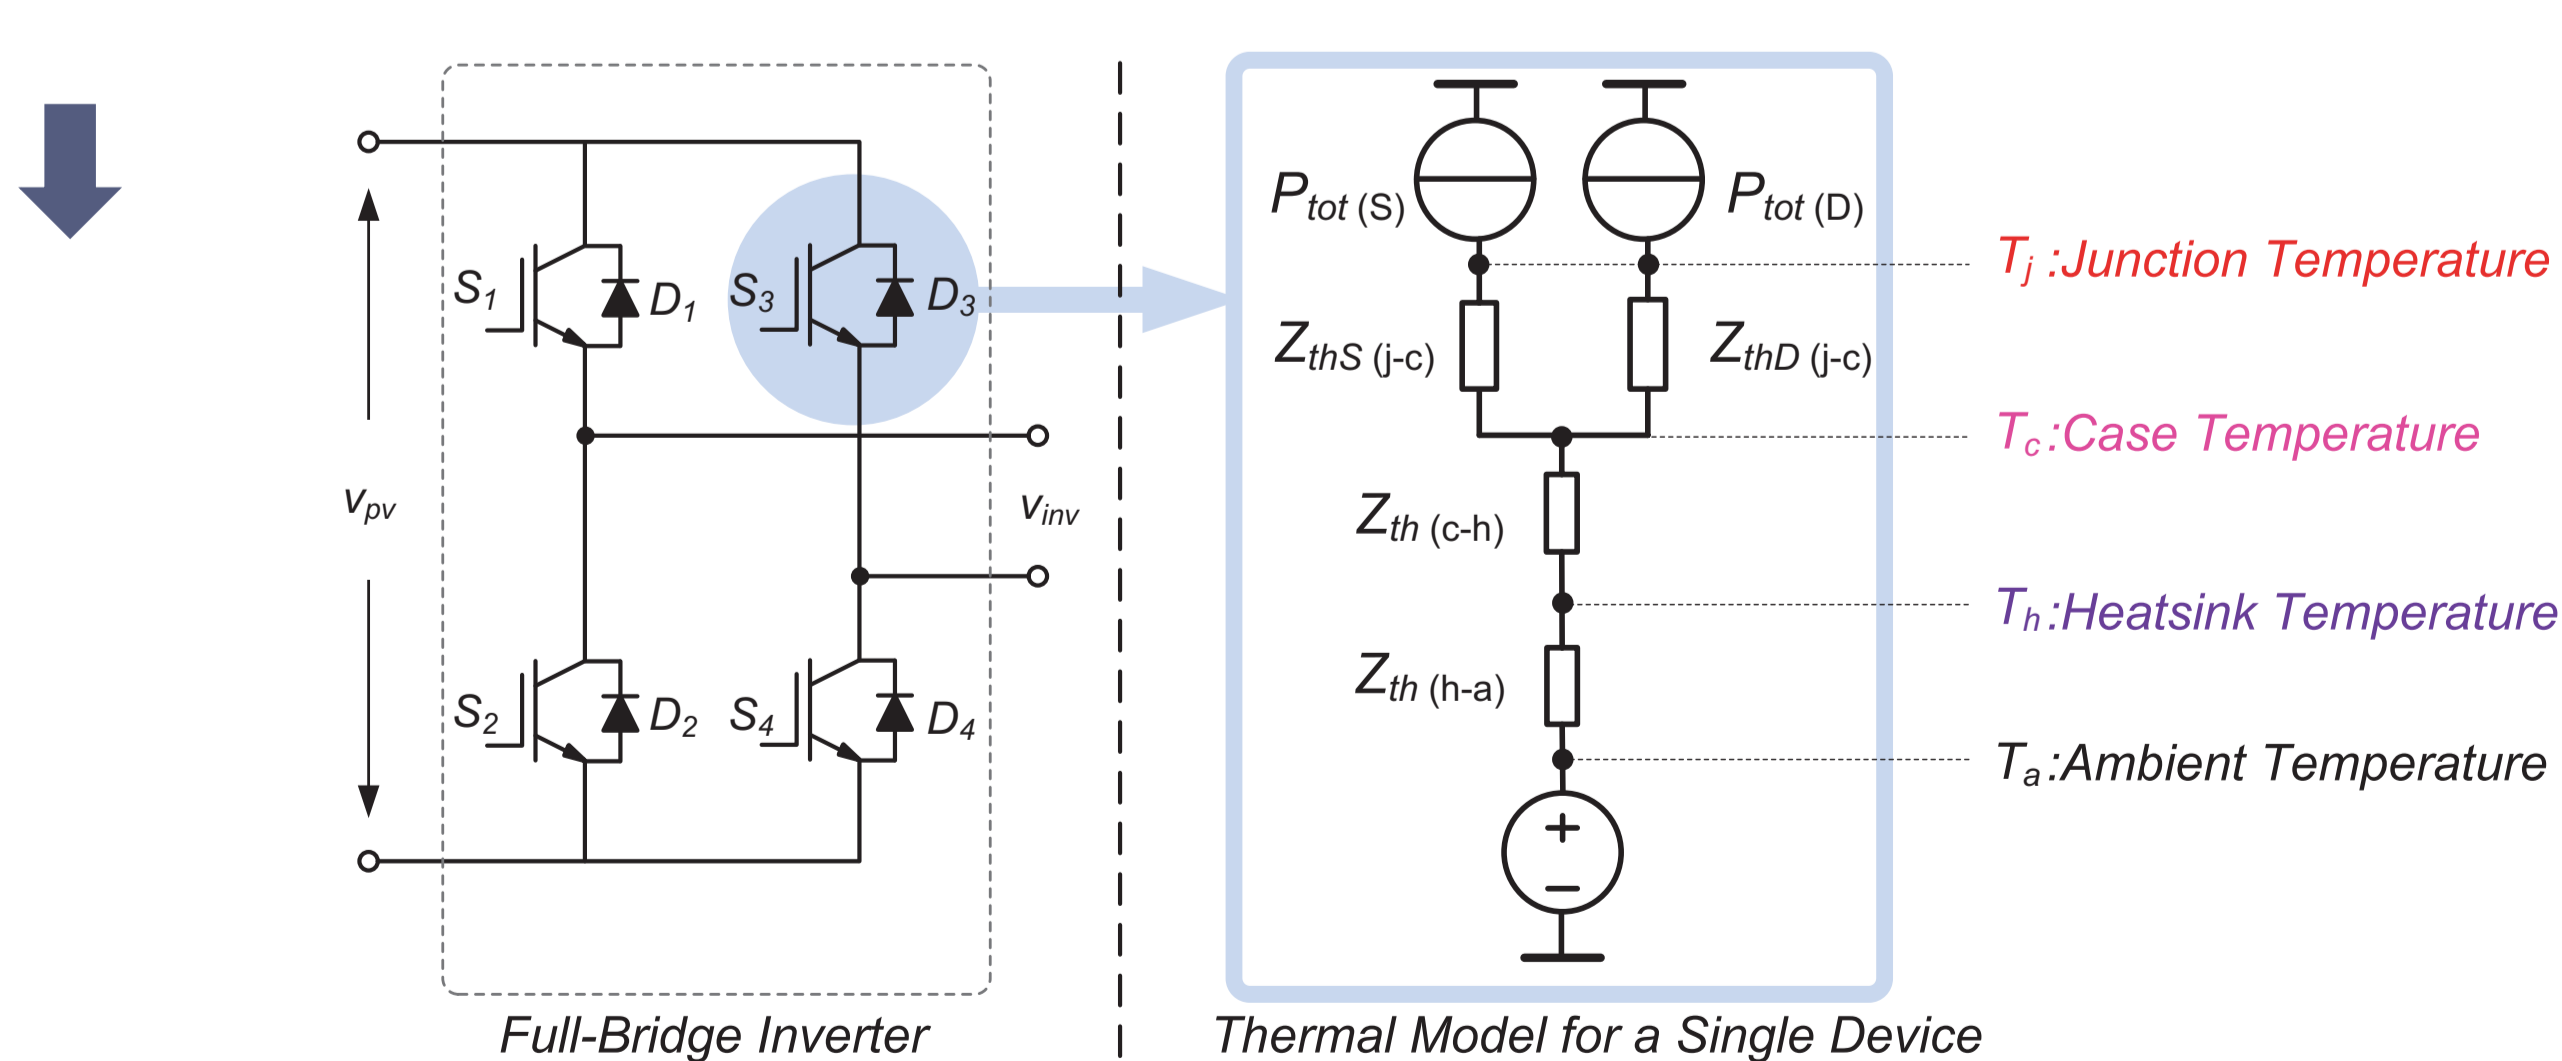 S1
D1
S3
D3
vpv
vinv
S2
D2
S4
D4
Full-Bridge Inverter
Ptot (S)
Ptot (D)
ZthS (j-c)
ZthD (j-c)
Zth (c-h)
Zth (h-a)
+
−
Tj :Junction Temperature
Tc :Case Temperature
Th :Heatsink Temperature
Ta :Ambient Temperature
Thermal Model for a Single Device